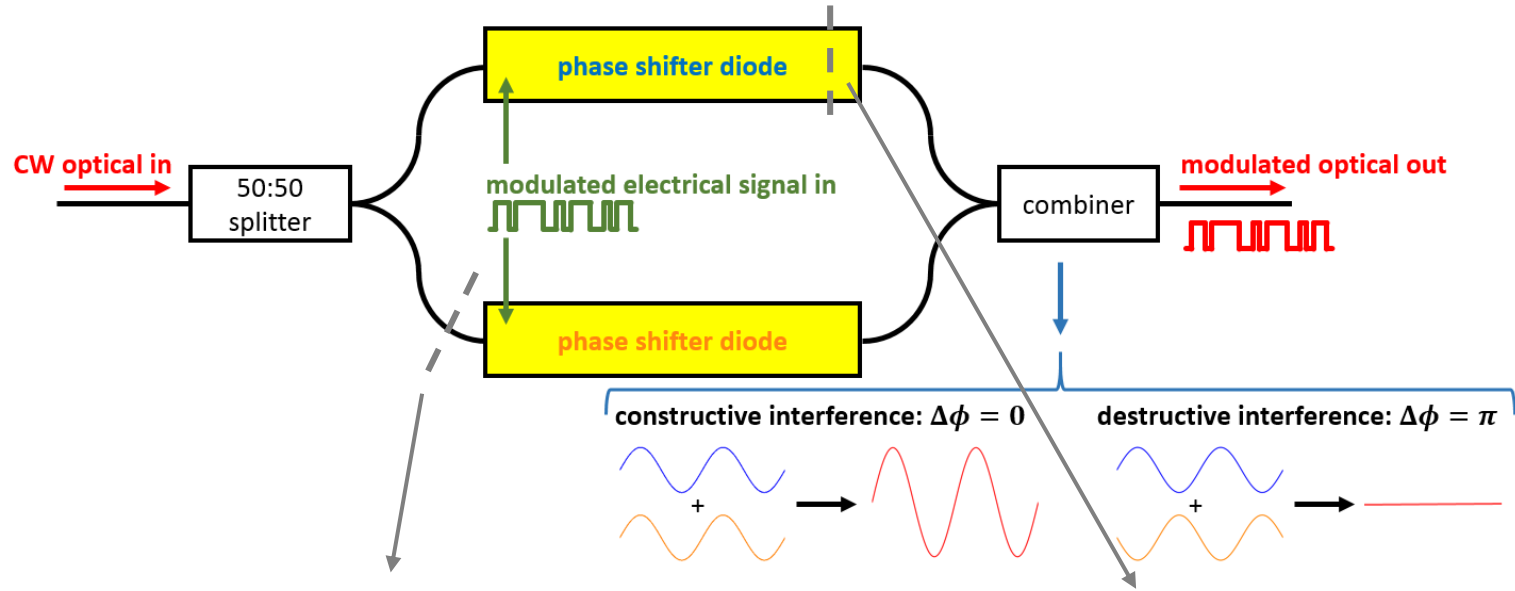 phase shifter diode
CW optical in
50:50
splitter
modulated electrical signal in
combiner
modulated optical out
phase shifter diode
constructive interference: Δϕ = 0
destructive interference: Δϕ = π
+
+